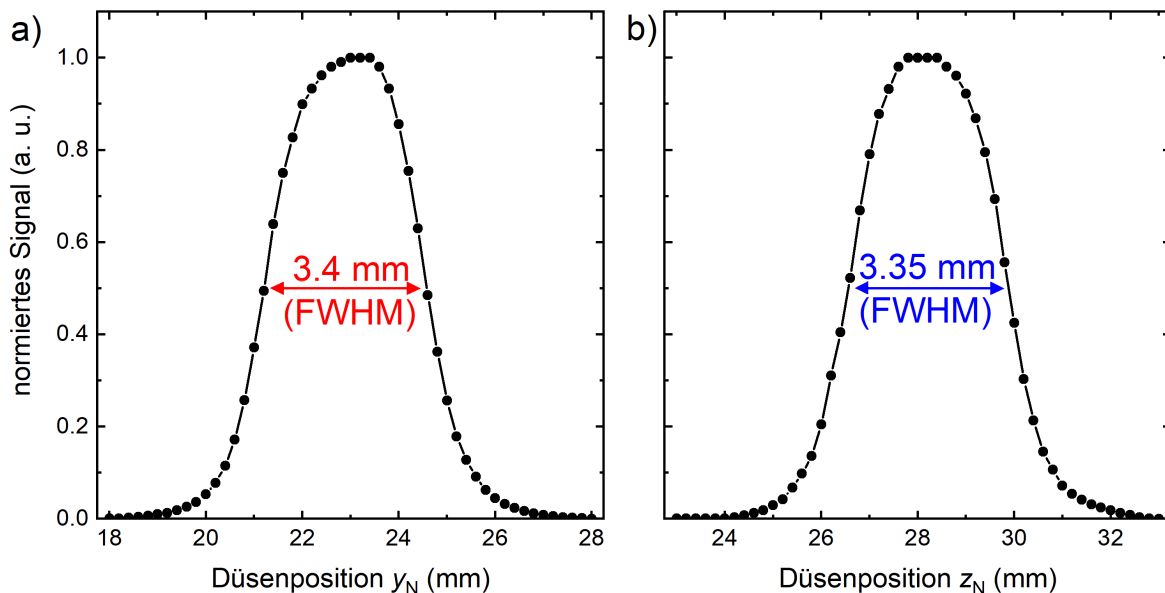 a)
normiertes Signal (a. u.)
1.0
0.8
0.6
0.4
0.2
0.0
3.4 mm
(FWHM)
18 20 22 24 26 28
Düsenposition yN (mm)
b)
3.35 mm
(FWHM)
24 26 28 30 32
Düsenposition zN (mm)